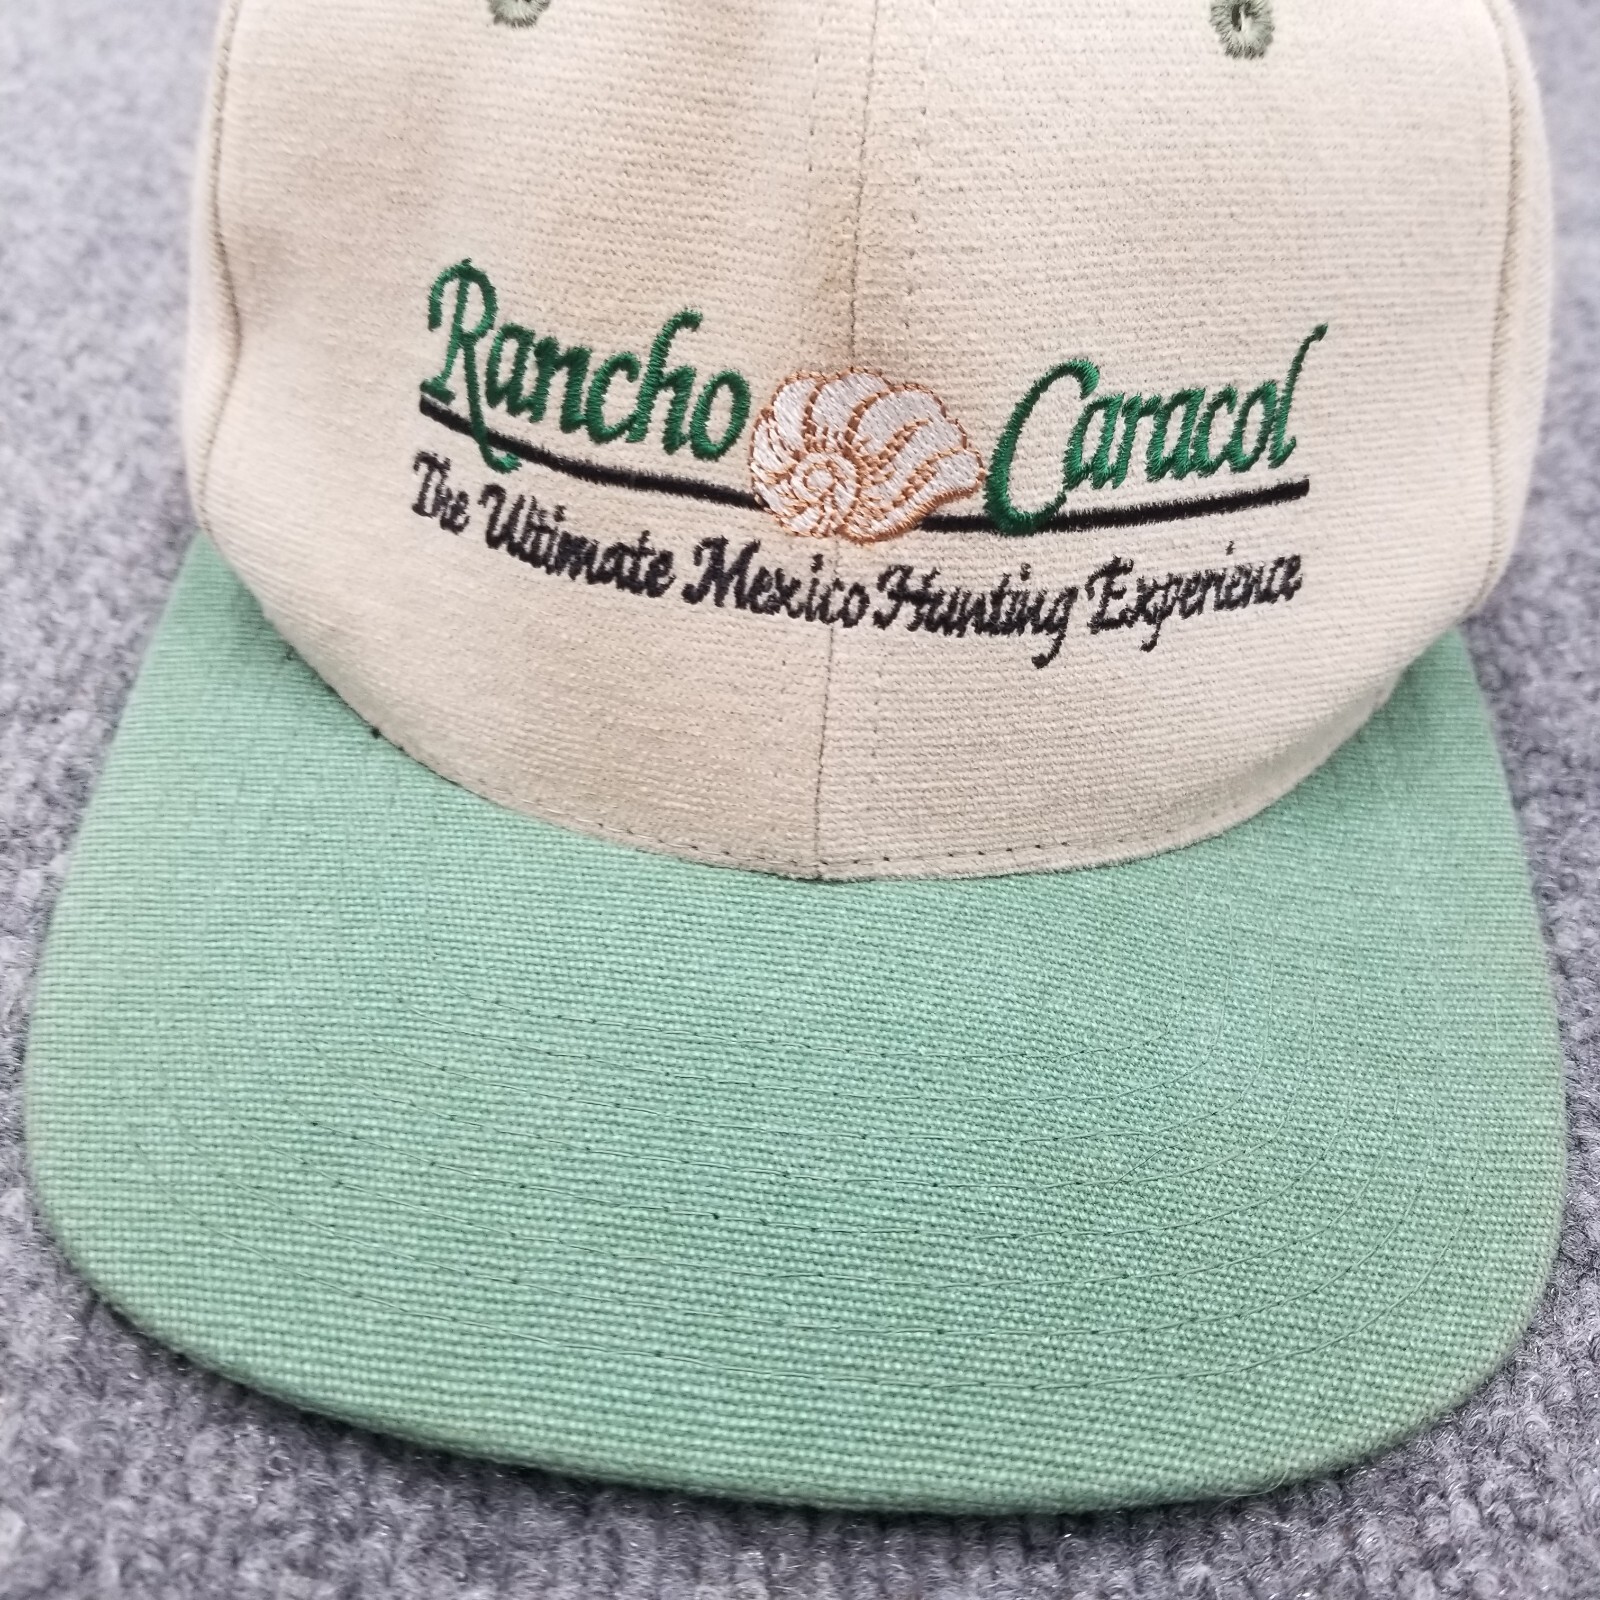 Rancho Caracol
The Ultimate Mexico Hunting Experience